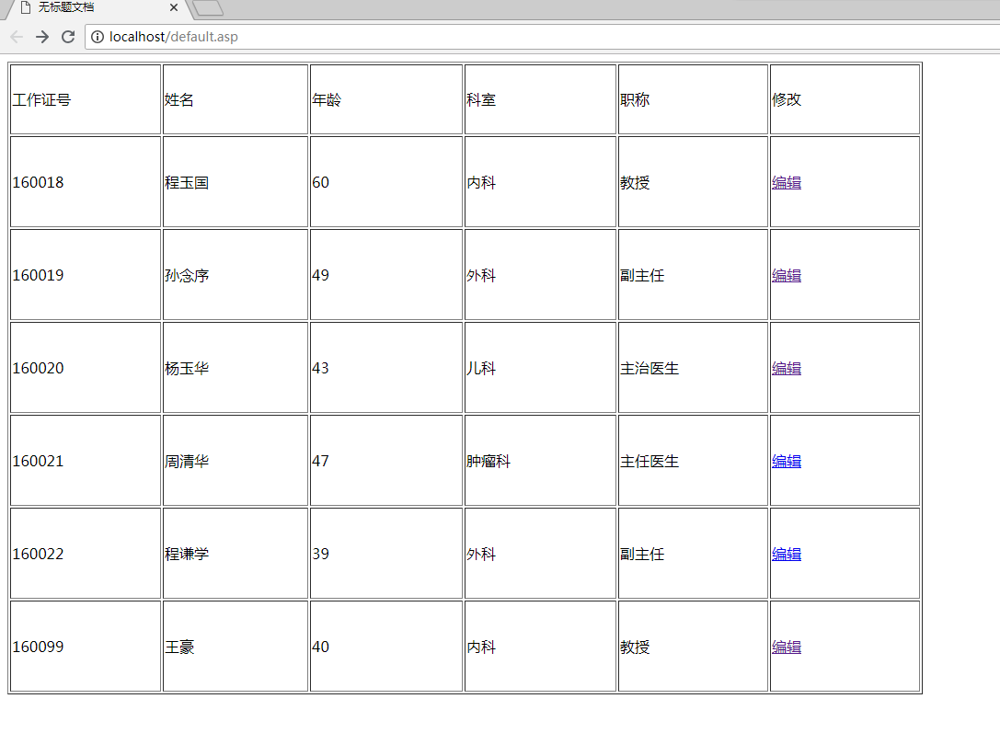 无标题文档
localhost/default.asp
工作证号 姓名 年龄 科室 职称 修改
160018 程玉国 60 内科 教授 编辑
160019 孙念序 49 外科 副主任 编辑
160020 杨玉华 43 儿科 主治医生 编辑
160021 周清华 47 肿瘤科 主任医生 编辑
160022 程谦学 39 外科 副主任 编辑
160099 王豪 40 内科 教授 编辑